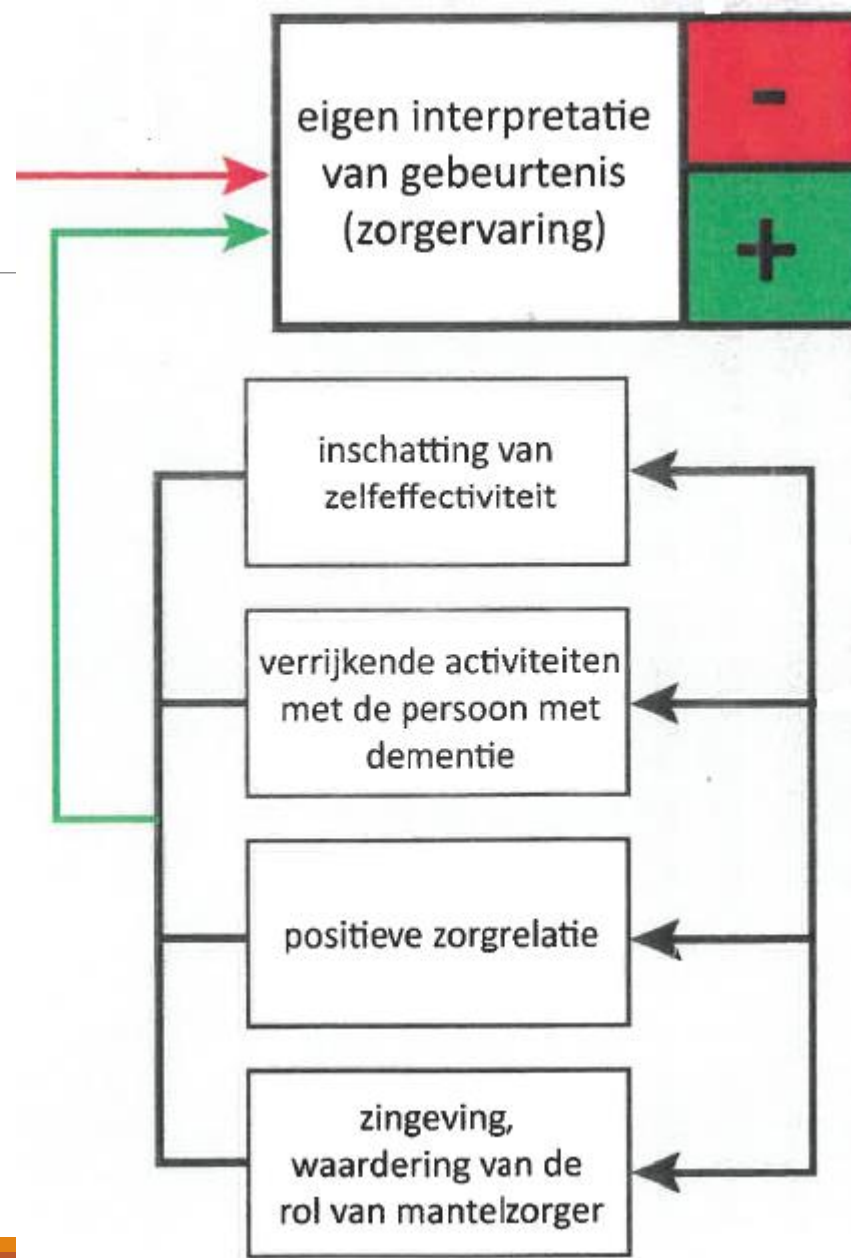 eigen interpretatie
van gebeurtenis
(zorgervaring)
-
+
inschatting van
zelfeffectiviteit
verrijkende activiteiten
met de persoon met
dementie
positieve zorgrelatie
zingeving,
waardering van de
rol van mantelzorger